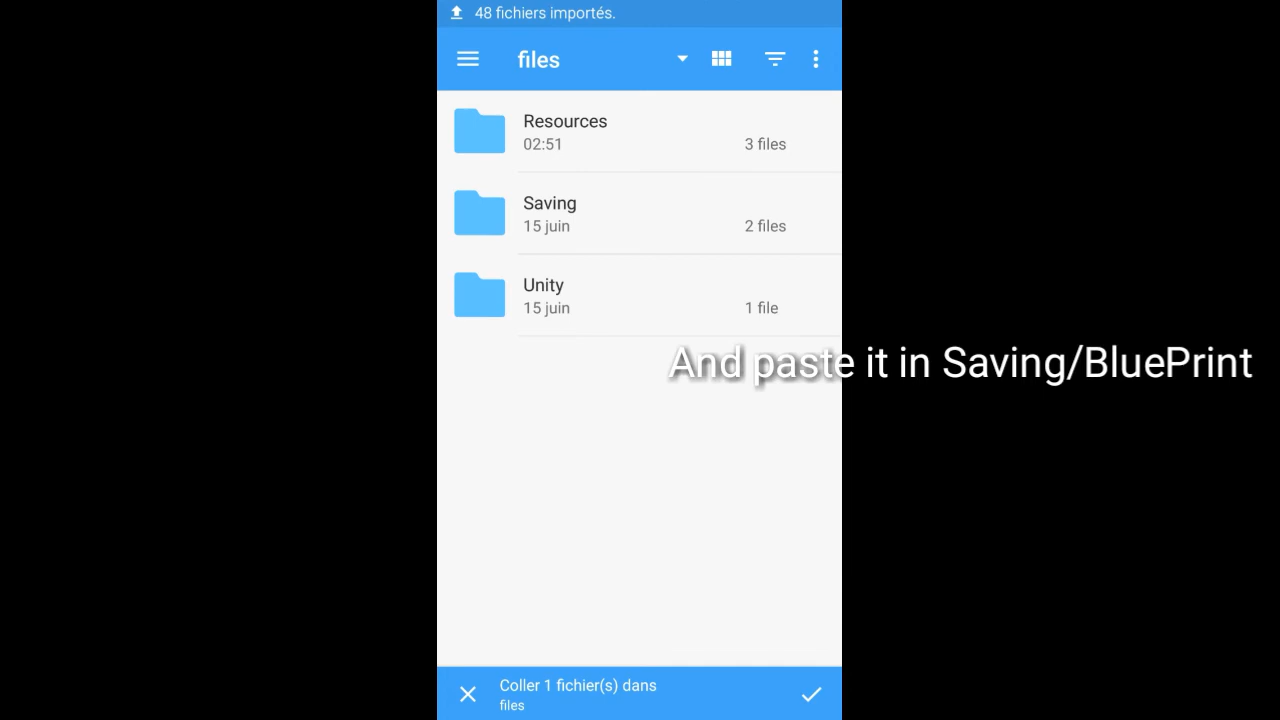 48 fichiers importés.
files
Resources
02:51
3 files
Saving
15 juin
2 files
Unity
15 juin
1 file
And paste it in Saving/BluePrint
Coller 1 fichier(s) dans
files